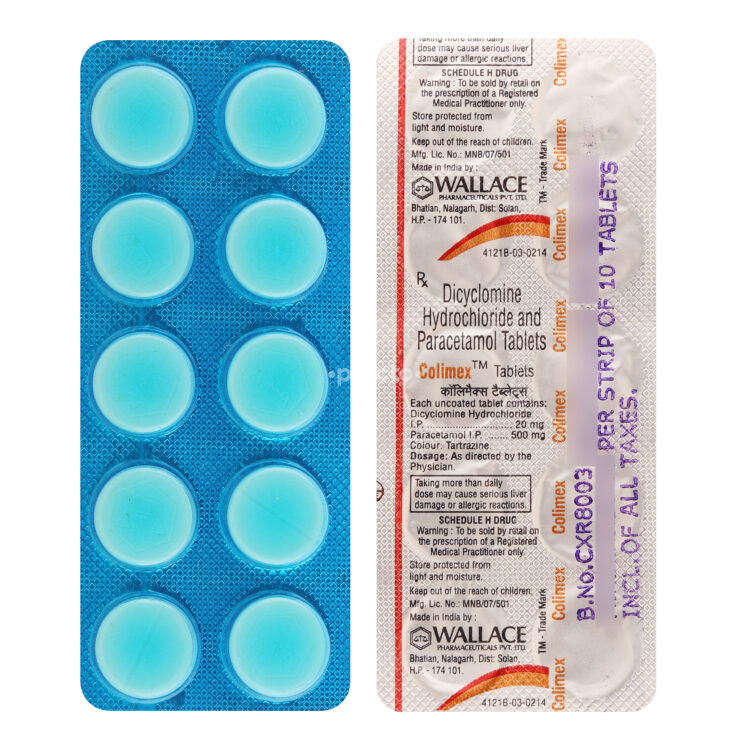 Taking more than daily
dose may cause serious liver
damage or allergic reactions.
SCHEDULE H DRUG
Warning : To be sold by retail on
the prescription of a Registered
Medical Practitioner only.
Store protected from
light and moisture.
Keep out of the reach of children.
Mfg. Lic. No.: MNB/07/501
Made in India by :
WALLACE
PHARMACEUTICALS PVT. LTD.
Bhatian, Nalagarh, Dist: Solan,
H.P. - 174 101.
TM - Trade Mark
4121B-03-0214
Rx
Dicyclomine
Hydrochloride and
Paracetamol Tablets
Colimex™ Tablets
कॉलिमैक्स टैब्लेट्स
Each uncoated tablet contains:
Dicyclomine Hydrochloride
I.P. ........................ 20 mg
Paracetamol I.P. ....... 500 mg
Colour: Tartrazine.
Dosage: As directed by the
Physician.
Taking more than daily
dose may cause serious liver
damage or allergic reactions.
SCHEDULE H DRUG
Warning : To be sold by retail on
the prescription of a Registered
Medical Practitioner only.
Store protected from
light and moisture.
Keep out of the reach of children.
Mfg. Lic. No.: MNB/07/501
Made in India by :
WALLACE
PHARMACEUTICALS PVT. LTD.
Bhatian, Nalagarh, Dist: Solan,
H.P. - 174 101.
TM - Trade Mark
4121B-03-0214
Colimex
Colimex
Colimex
Colimex
Colimex
Colimex
Colimex
Colimex
B.No.CXR8003
PER STRIP OF 10 TABLETS
INCL.OF ALL TAXES.